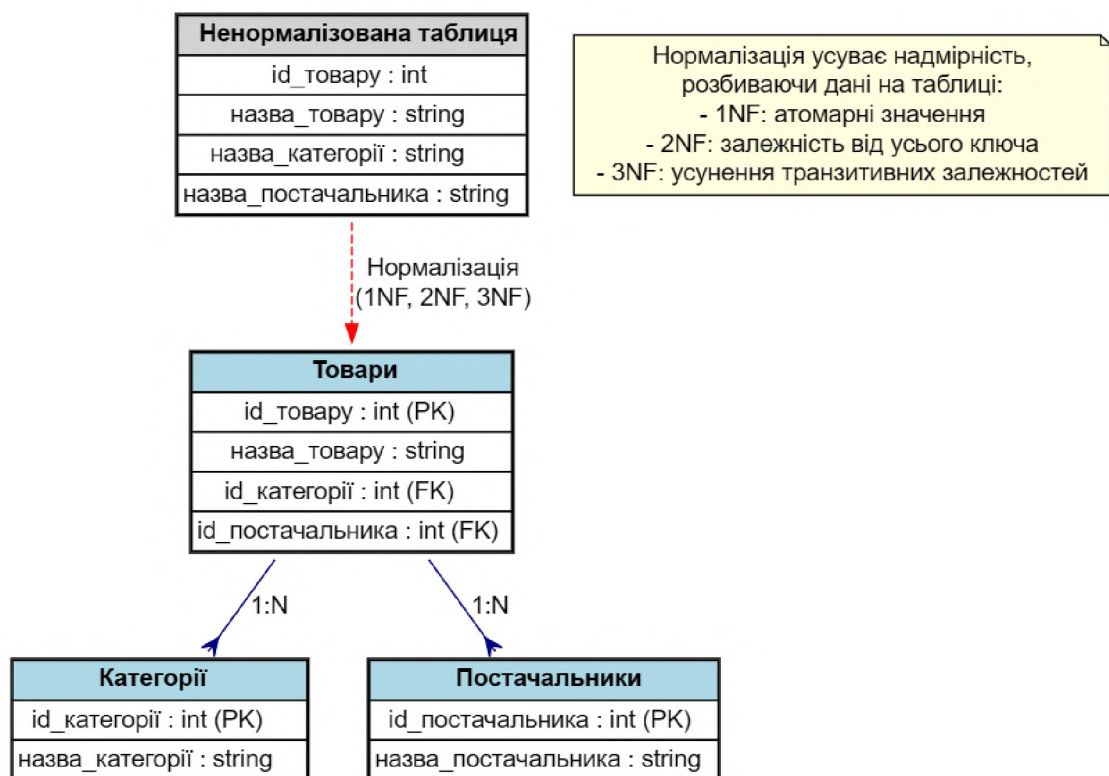 Ненормалізована таблиця
id_товару : int
назва_товару : string
назва_категорії : string
назва_постачальника : string
Нормалізація усуває надмірність,
розбиваючи дані на таблиці:
- 1NF: атомарні значення
- 2NF: залежність від усього ключа
- 3NF: усунення транзитивних залежностей
Нормалізація
(1NF, 2NF, 3NF)
Товари
id_товару : int (PK)
назва_товару : string
id_категорії : int (FK)
id_постачальника : int (FK)
1:N
1:N
Категорії
id_категорії : int (PK)
назва_категорії : string
Постачальники
id_постачальника : int (PK)
назва_постачальника : string